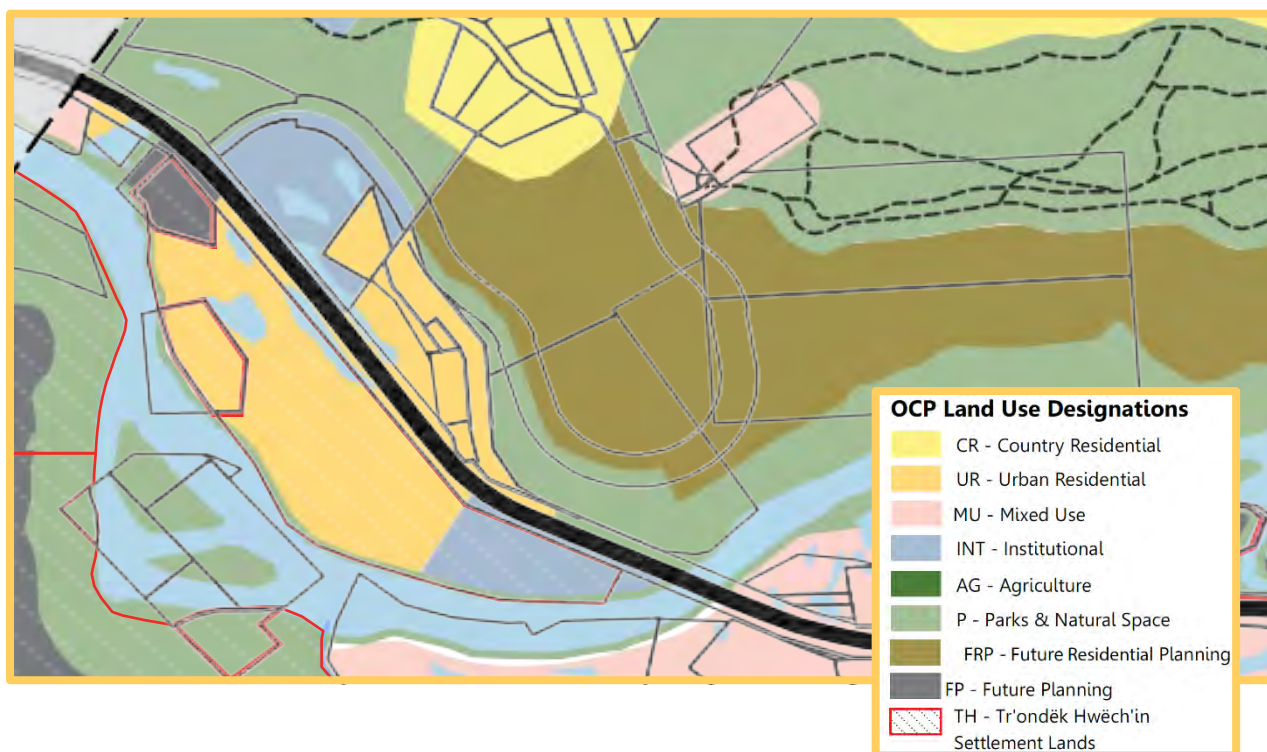 OCP Land Use Designations
CR - Country Residential
UR - Urban Residential
MU - Mixed Use
INT - Institutional
AG - Agriculture
P - Parks & Natural Space
FRP - Future Residential Planning
FP - Future Planning
TH - Tr'ondëk Hwëch'in
Settlement Lands